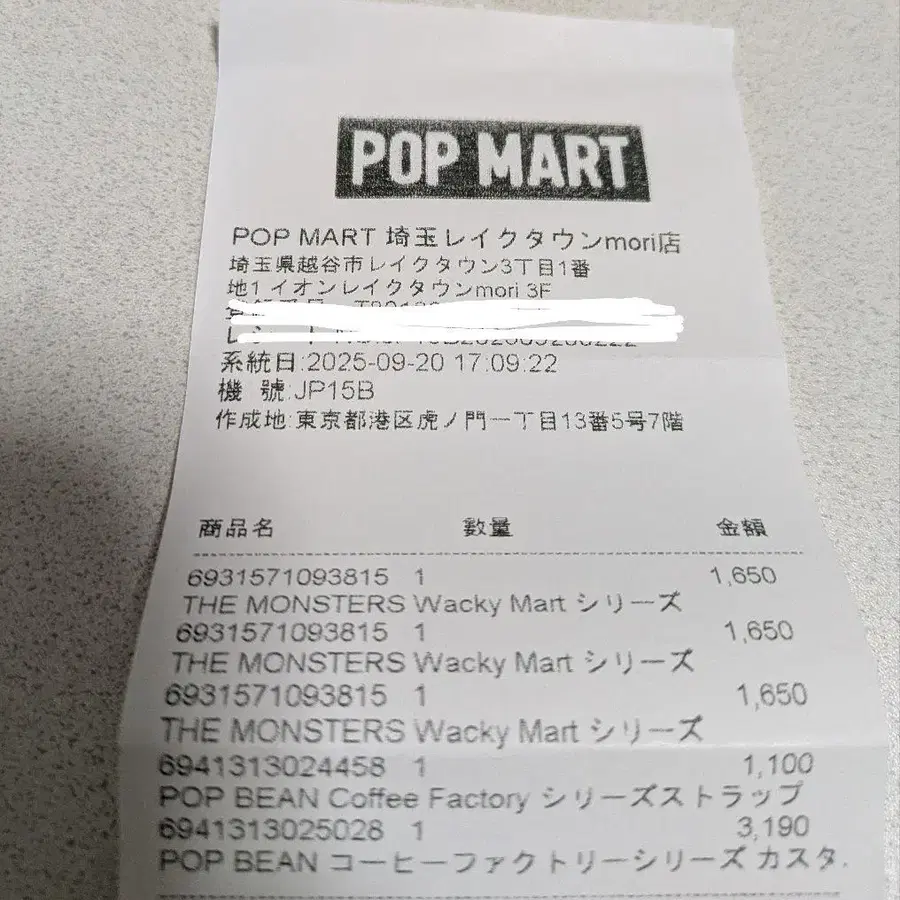 POP MART
POP MART 埼玉レイクタウンmori店
埼玉県越谷市レイクタウン3丁目1番
地1 イオンレイクタウンmori 3F
系統日:2025-09-20 17:09:22
機 號:JP15B
作成地:東京都港区虎ノ門一丁目13番5号7階
商品名 數量 金額
6931571093815 1 1,650
THE MONSTERS Wacky Mart シリーズ
6931571093815 1 1,650
THE MONSTERS Wacky Mart シリーズ
6931571093815 1 1,650
THE MONSTERS Wacky Mart シリーズ
6941313024458 1 1,100
POP BEAN Coffee Factory シリーズストラップ
6941313025028 1 3,190
POP BEAN コーヒーファクトリーシリーズ カスタ.